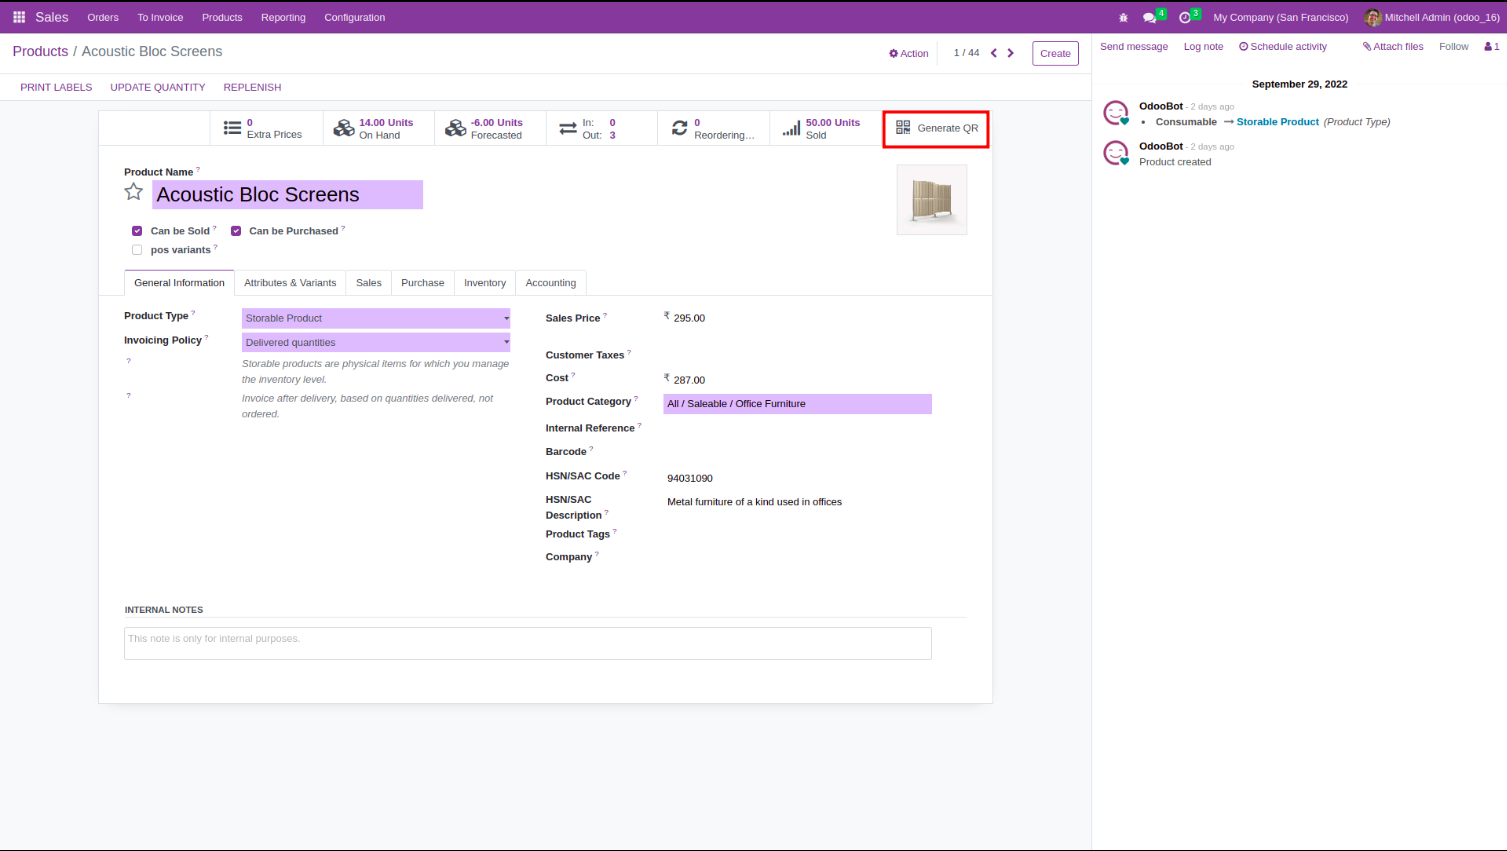 Sales Orders To Invoice Products Reporting Configuration 4 3 My Company (San Francisco) Mitchell Admin (odoo_16)
Products / Acoustic Bloc Screens
Action 1 / 44 Create
PRINT LABELS UPDATE QUANTITY REPLENISH
0
Extra Prices
14.00 Units
On Hand
-6.00 Units
Forecasted
In: 0
Out: 3
0
Reordering...
50.00 Units
Sold
Generate QR
Product Name ?
Acoustic Bloc Screens
Can be Sold ? Can be Purchased ?
pos variants ?
General Information Attributes & Variants Sales Purchase Inventory Accounting
Product Type ? Storable Product
Invoicing Policy ? Delivered quantities
? Storable products are physical items for which you manage
the inventory level.
? Invoice after delivery, based on quantities delivered, not
ordered.
Sales Price ? ₹ 295.00
Customer Taxes ?
Cost ? ₹ 287.00
Product Category ? All / Saleable / Office Furniture
Internal Reference ?
Barcode ?
HSN/SAC Code ? 94031090
HSN/SAC
Description ? Metal furniture of a kind used in offices
Product Tags ?
Company ?
INTERNAL NOTES
This note is only for internal purposes.
Send message Log note Schedule activity Attach files Follow 1
September 29, 2022
OdooBot - 2 days ago
• Consumable → Storable Product (Product Type)
OdooBot - 2 days ago
Product created